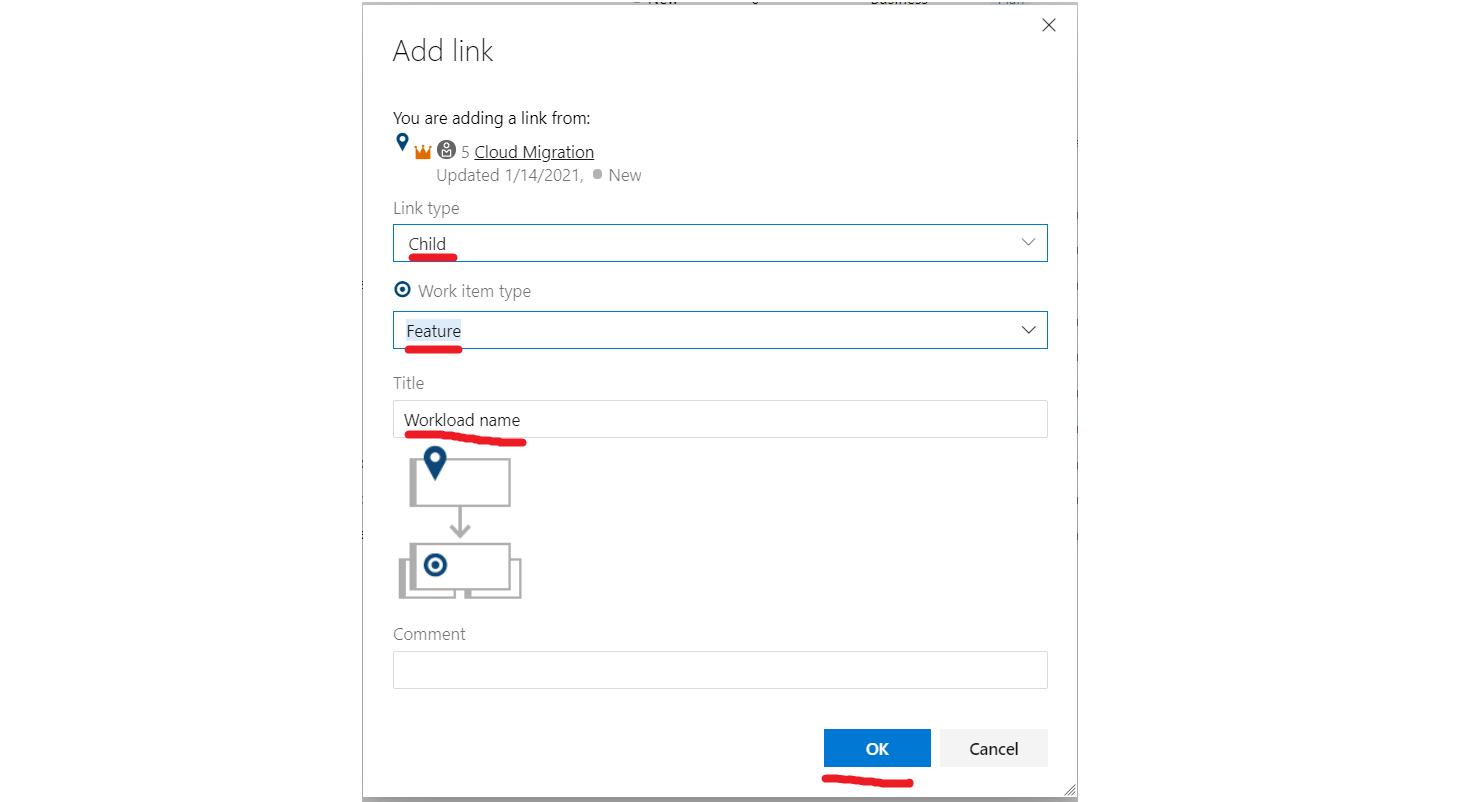 Add link
You are adding a link from:
5 Cloud Migration
Updated 1/14/2021, New
Link type
Child
Work item type
Feature
Title
Workload name
Comment
OK Cancel